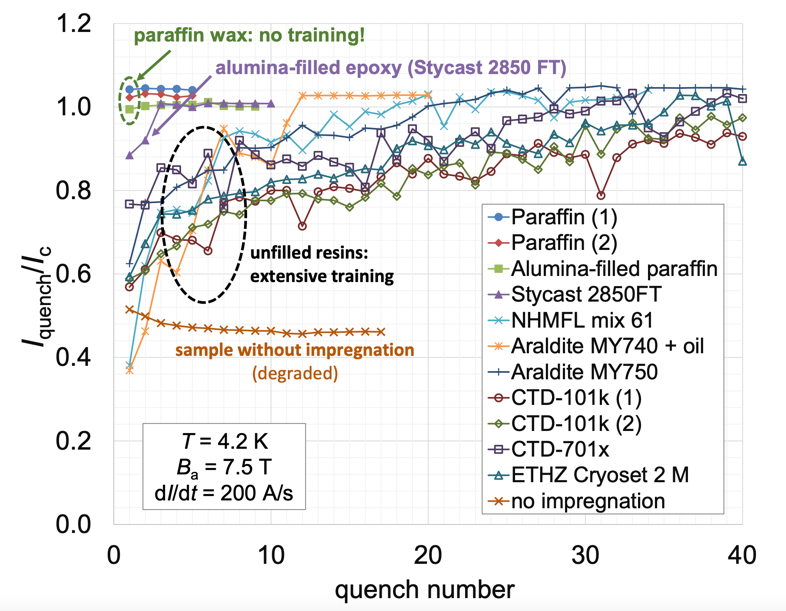 1.2
1.0
0.8
0.6
0.4
0.2
0.0
0
10
20
30
40
Iquench/Ic
quench number
paraffin wax: no training!
alumina-filled epoxy (Stycast 2850 FT)
unfilled resins:
extensive training
sample without impregnation
(degraded)
T = 4.2 K
Ba = 7.5 T
dI/dt = 200 A/s
Paraffin (1)
Paraffin (2)
Alumina-filled paraffin
Stycast 2850FT
NHMFL mix 61
Araldite MY740 + oil
Araldite MY750
CTD-101k (1)
CTD-101k (2)
CTD-701x
ETHZ Cryoset 2 M
no impregnation